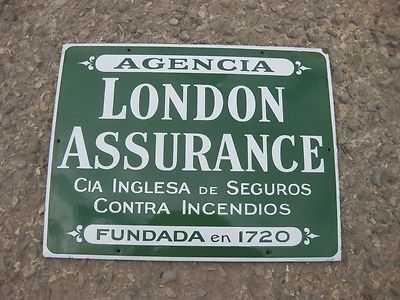 AGENCIA
LONDON
ASSURANCE
CIA INGLESA DE SEGUROS
CONTRA INCENDIOS
FUNDADA en 1720